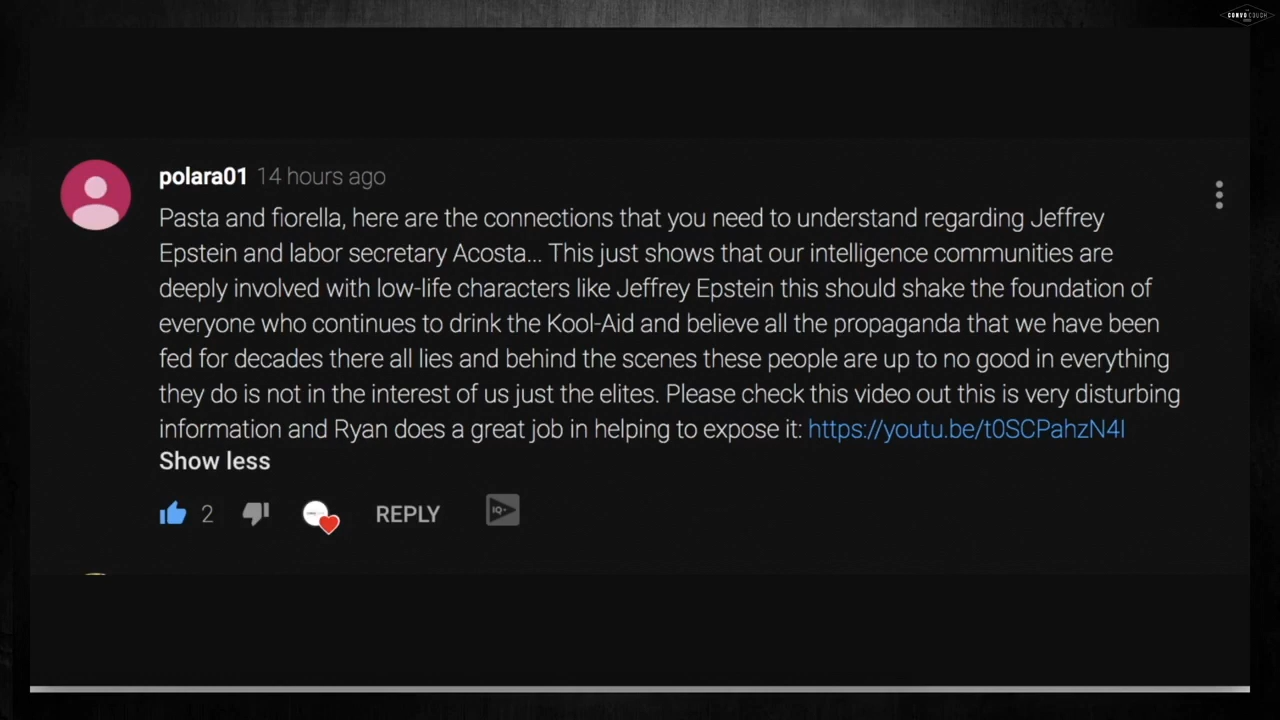 CONVO COUCH
polara01 14 hours ago
Pasta and fiorella, here are the connections that you need to understand regarding Jeffrey
Epstein and labor secretary Acosta... This just shows that our intelligence communities are
deeply involved with low-life characters like Jeffrey Epstein this should shake the foundation of
everyone who continues to drink the Kool-Aid and believe all the propaganda that we have been
fed for decades there all lies and behind the scenes these people are up to no good in everything
they do is not in the interest of us just the elites. Please check this video out this is very disturbing
information and Ryan does a great job in helping to expose it: https://youtu.be/t0SCPahzN4I
Show less
2 REPLY IQ+